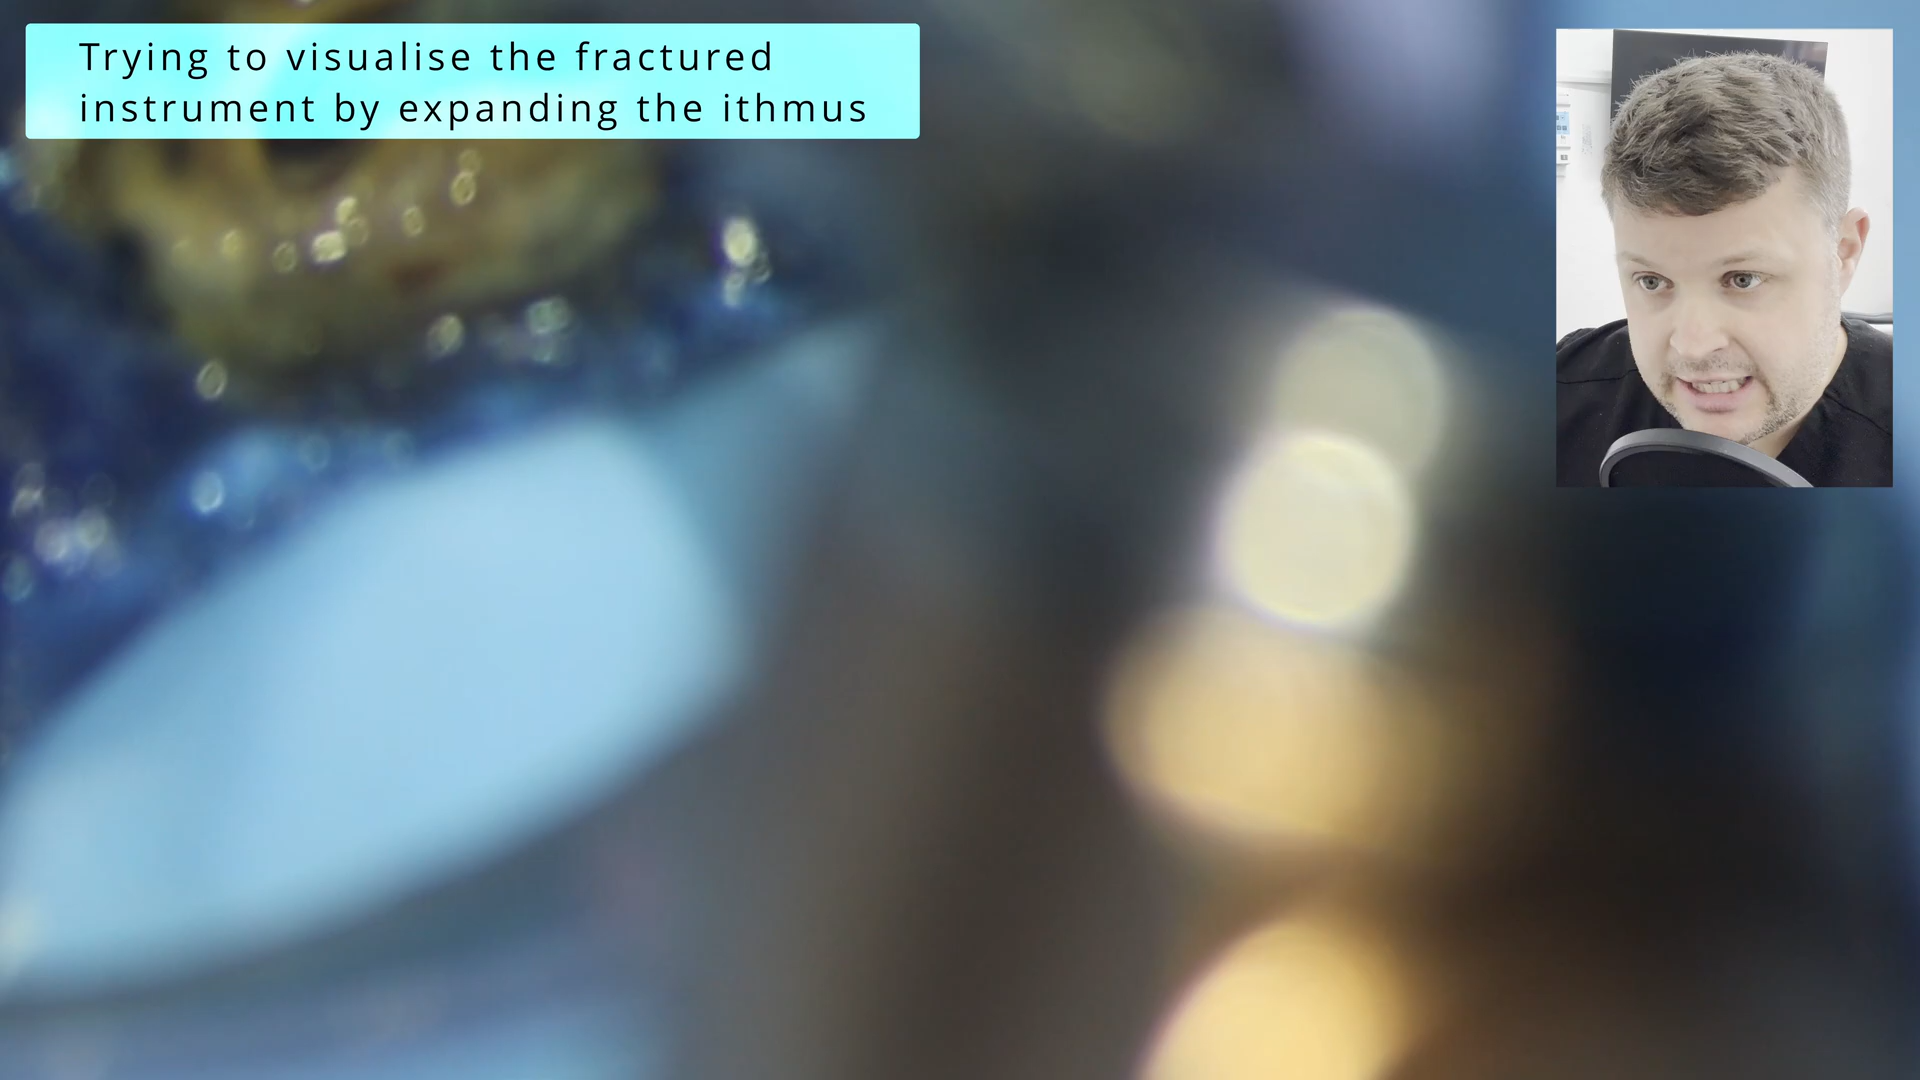 Trying to visualise the fractured
instrument by expanding the ithmus